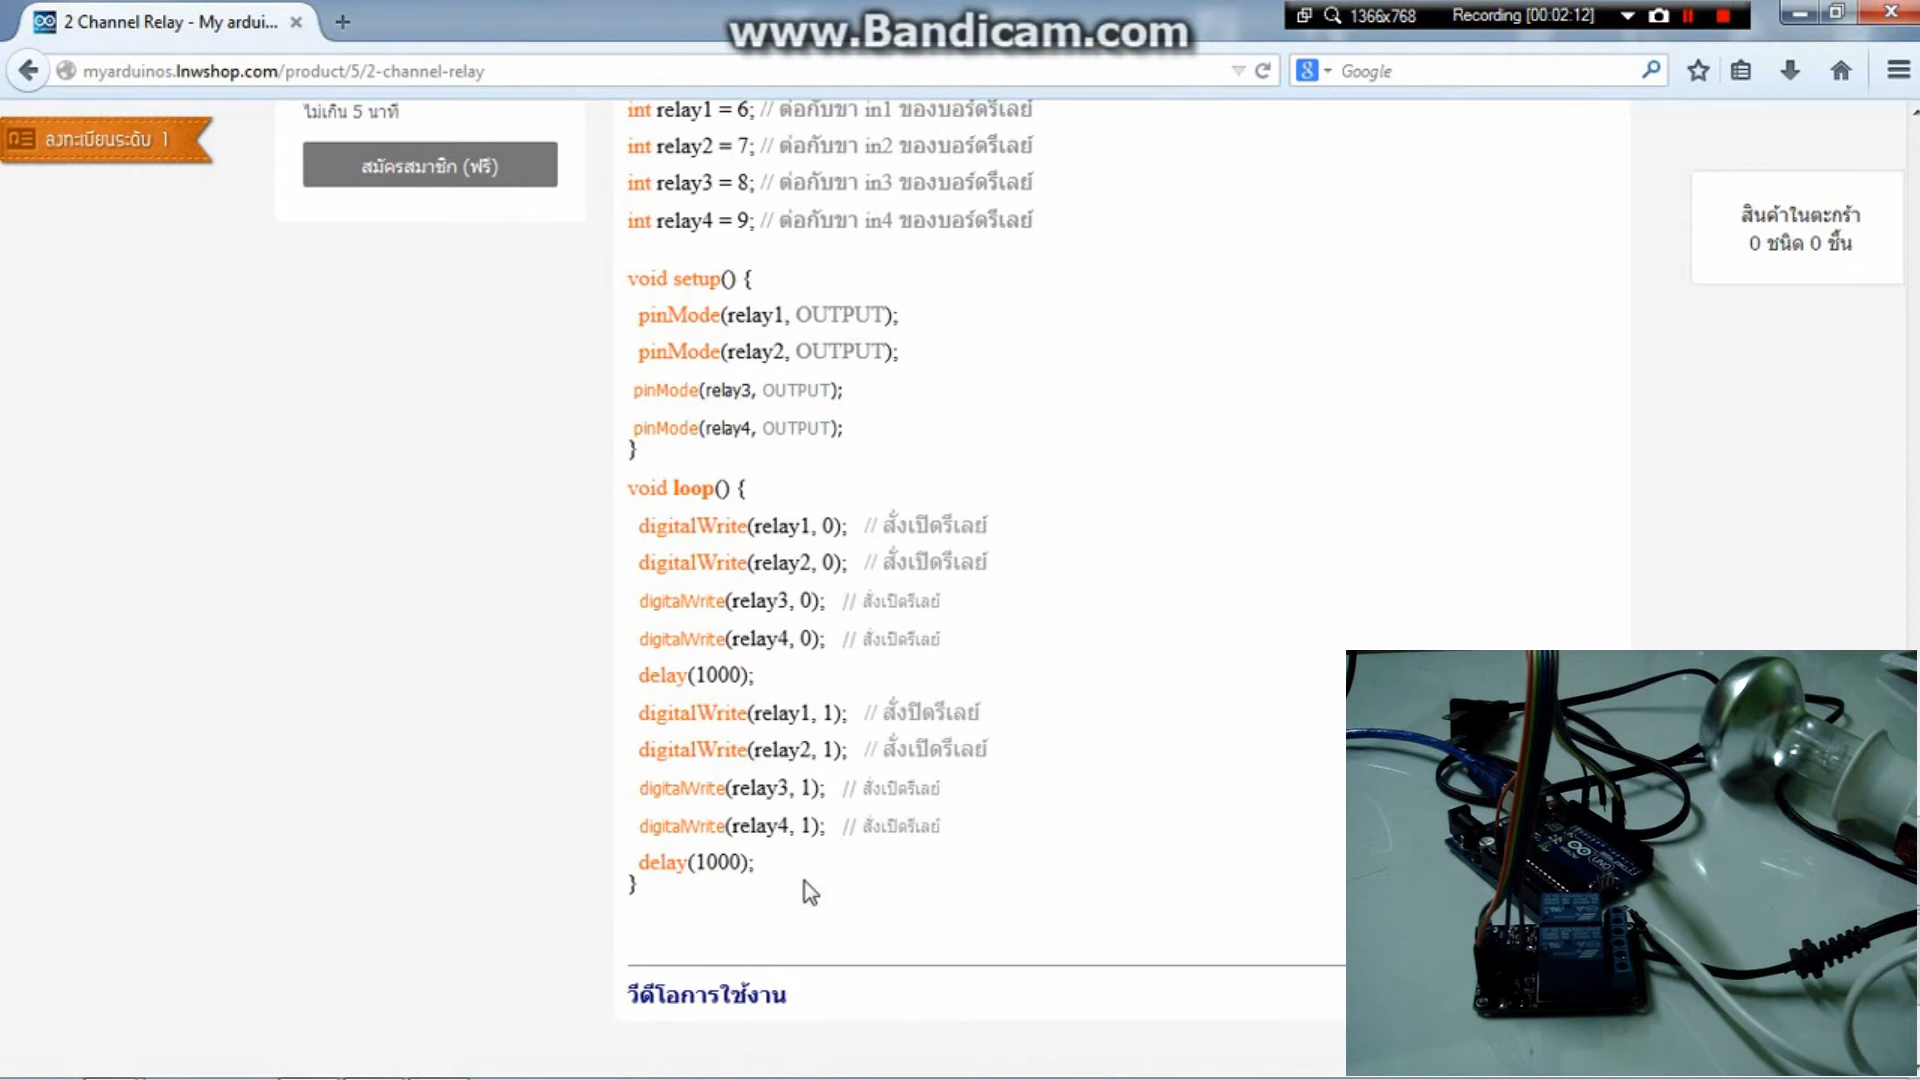 2 Channel Relay - My ardui...
www.Bandicam.com
1366x768 Recording [00:02:12]
myarduinos.lnwshop.com/product/5/2-channel-relay
Google
ลงทะเบียนระดับ 1
ไม่เกิน 5 นาที
สมัครสมาชิก (ฟรี)
สินค้าในตะกร้า
0 ชนิด 0 ชิ้น
int relay1 = 6; // ต่อกับขา in1 ของบอร์ดรีเลย์
int relay2 = 7; // ต่อกับขา in2 ของบอร์ดรีเลย์
int relay3 = 8; // ต่อกับขา in3 ของบอร์ดรีเลย์
int relay4 = 9; // ต่อกับขา in4 ของบอร์ดรีเลย์
void setup() {
pinMode(relay1, OUTPUT);
pinMode(relay2, OUTPUT);
pinMode(relay3, OUTPUT);
pinMode(relay4, OUTPUT);
}
void loop() {
digitalWrite(relay1, 0); // สั่งเปิดรีเลย์
digitalWrite(relay2, 0); // สั่งเปิดรีเลย์
digitalWrite(relay3, 0); // สั่งเปิดรีเลย์
digitalWrite(relay4, 0); // สั่งเปิดรีเลย์
delay(1000);
digitalWrite(relay1, 1); // สั่งปิดรีเลย์
digitalWrite(relay2, 1); // สั่งเปิดรีเลย์
digitalWrite(relay3, 1); // สั่งเปิดรีเลย์
digitalWrite(relay4, 1); // สั่งเปิดรีเลย์
delay(1000);
}
วีดีโอการใช้งาน
UNO